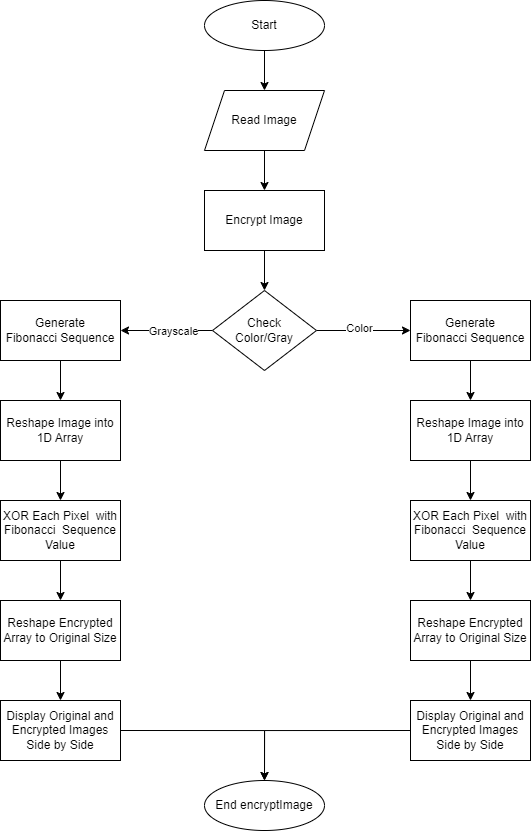 Start
Read Image
Encrypt Image
Check
Color/Gray
Grayscale
Color
Generate
Fibonacci Sequence
Reshape Image into
1D Array
XOR Each Pixel  with
Fibonacci  Sequence
Value
Reshape Encrypted
Array to Original Size
Display Original and
Encrypted Images
Side by Side
Generate
Fibonacci Sequence
Reshape Image into
1D Array
XOR Each Pixel  with
Fibonacci  Sequence
Value
Reshape Encrypted
Array to Original Size
Display Original and
Encrypted Images
Side by Side
End encryptImage